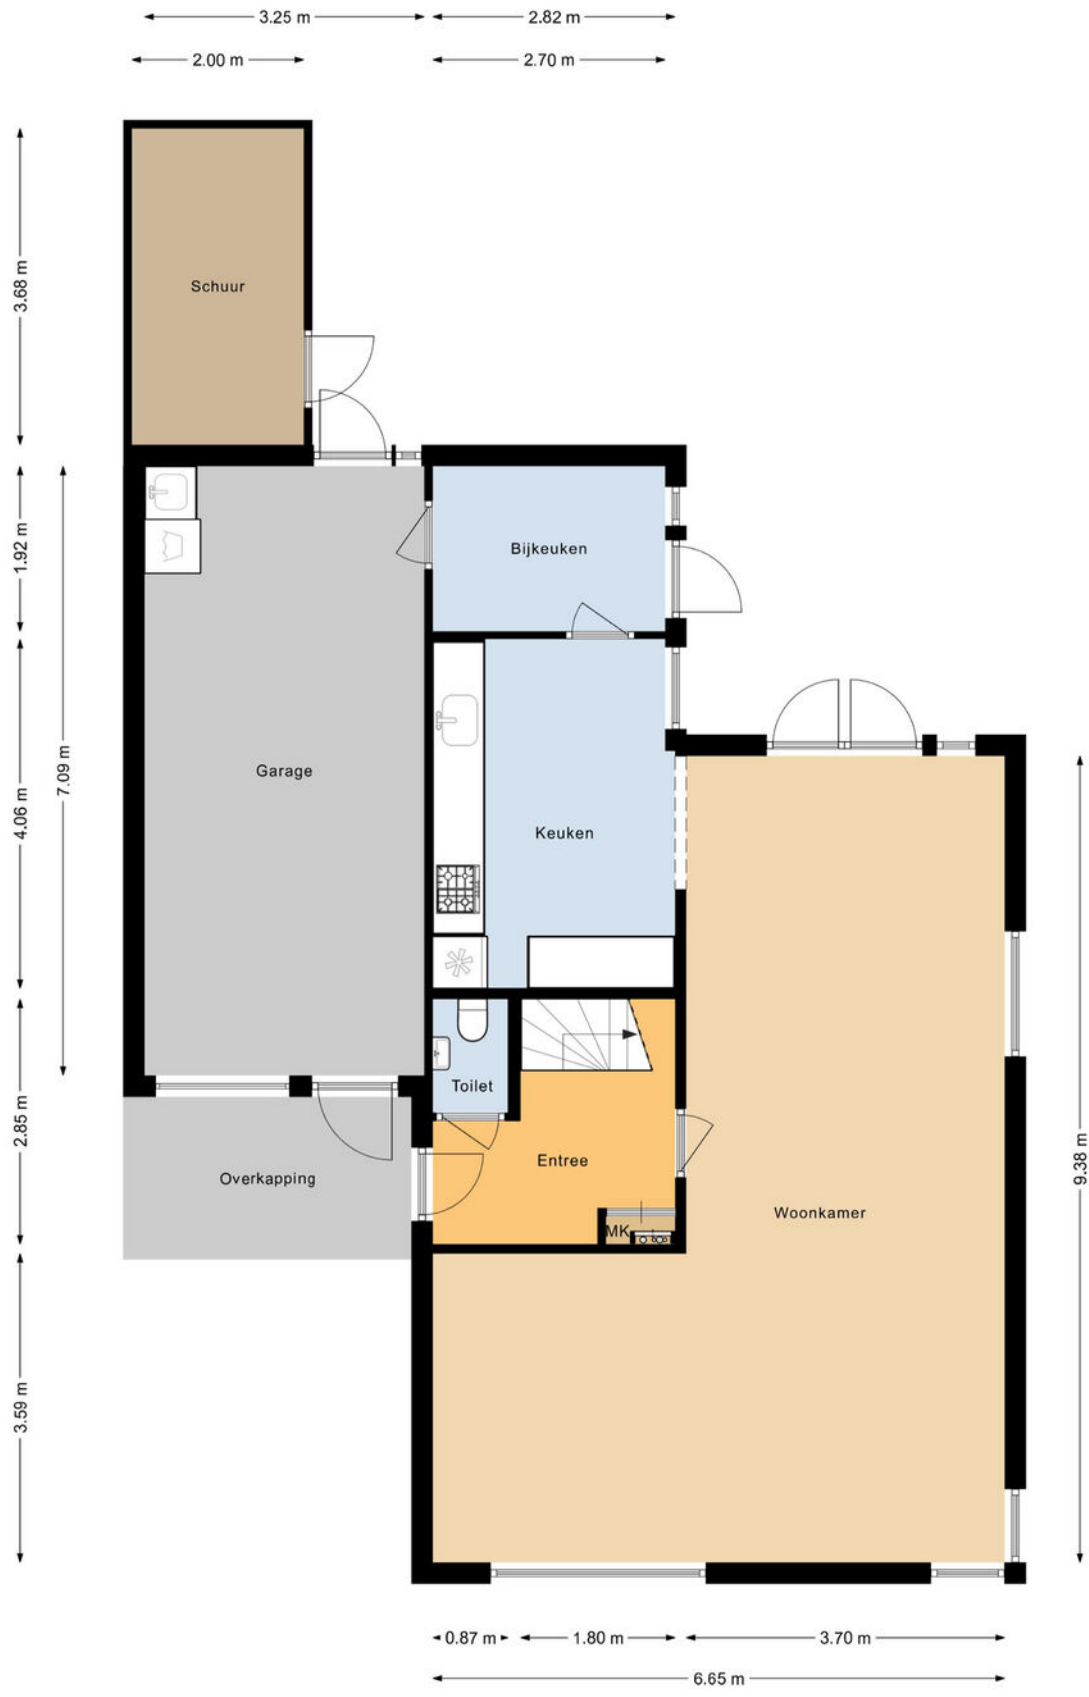 3.25 m
2.82 m
2.00 m
2.70 m
3.68 m
Schuur
1.92 m
Bijkeuken
7.09 m
Garage
4.06 m
Keuken
Toilet
2.85 m
Entree
9.38 m
Overkapping
Woonkamer
MK
3.59 m
0.87 m
1.80 m
3.70 m
6.65 m